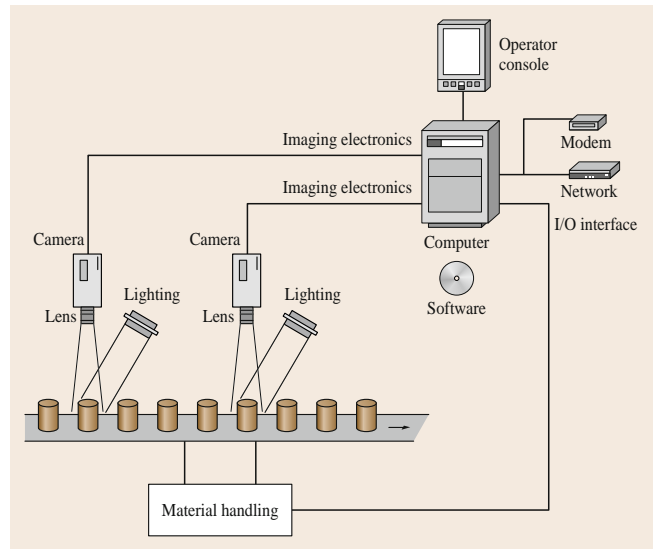 Operator
console
Imaging electronics
Modem
Imaging electronics
Network
I/O interface
Camera
Camera
Computer
Lighting
Lighting
Lens
Lens
Software
Material handling